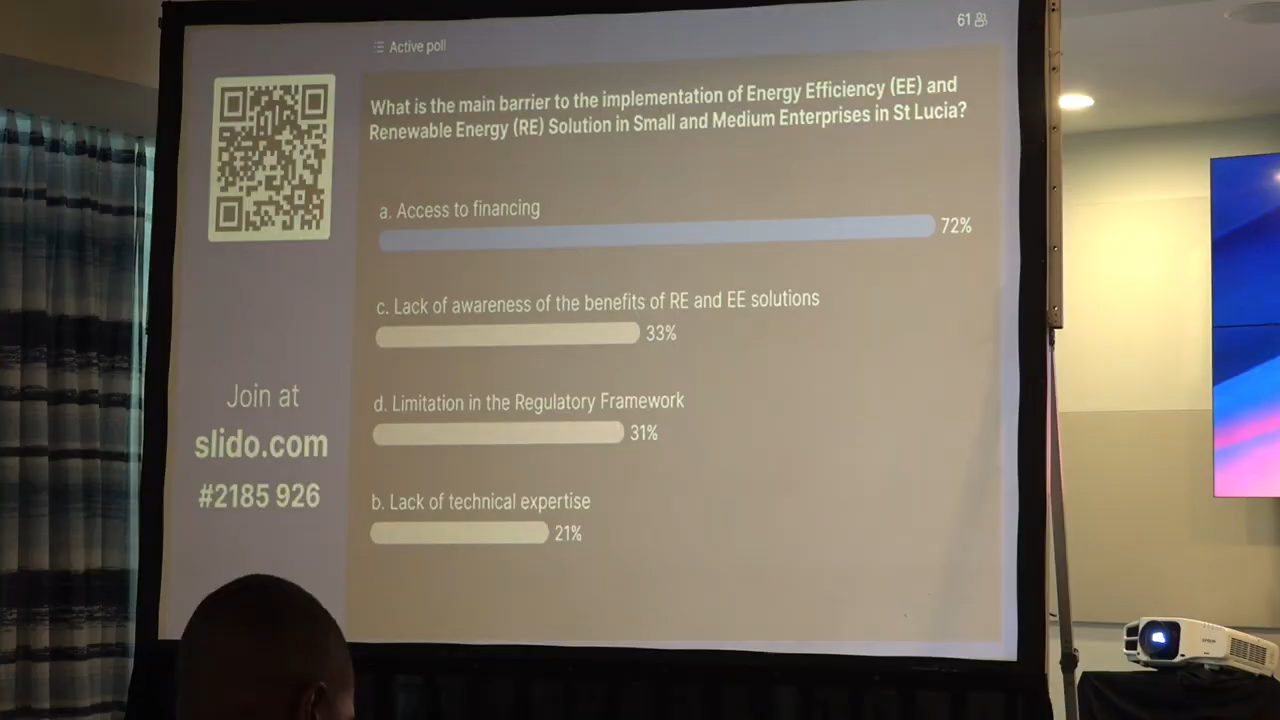 61
Active poll
What is the main barrier to the implementation of Energy Efficiency (EE) and
Renewable Energy (RE) Solution in Small and Medium Enterprises in St Lucia?
a. Access to financing
72%
c. Lack of awareness of the benefits of RE and EE solutions
33%
d. Limitation in the Regulatory Framework
31%
b. Lack of technical expertise
21%
Join at
slido.com
#2185 926